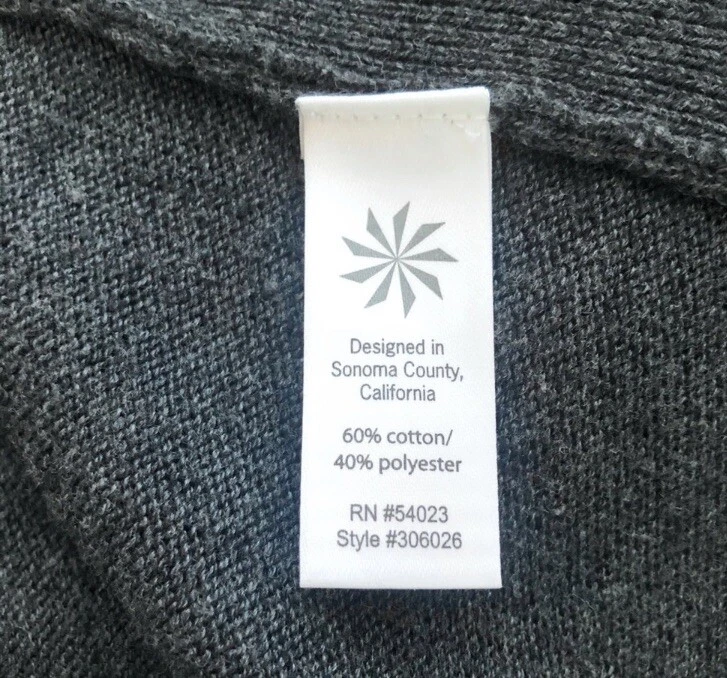 Designed in
Sonoma County,
California
60% cotton/
40% polyester
RN #54023
Style #306026